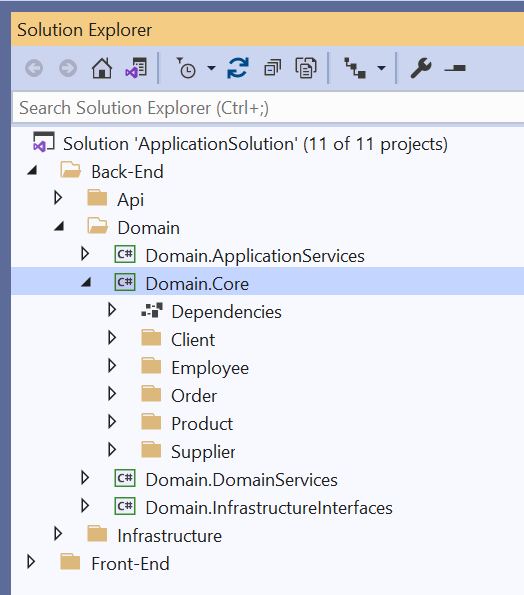 Solution Explorer
Search Solution Explorer (Ctrl+;)
Solution 'ApplicationSolution' (11 of 11 projects)
Back-End
Api
Domain
C# Domain.ApplicationServices
C# Domain.Core
Dependencies
Client
Employee
Order
Product
Supplier
C# Domain.DomainServices
C# Domain.InfrastructureInterfaces
Infrastructure
Front-End